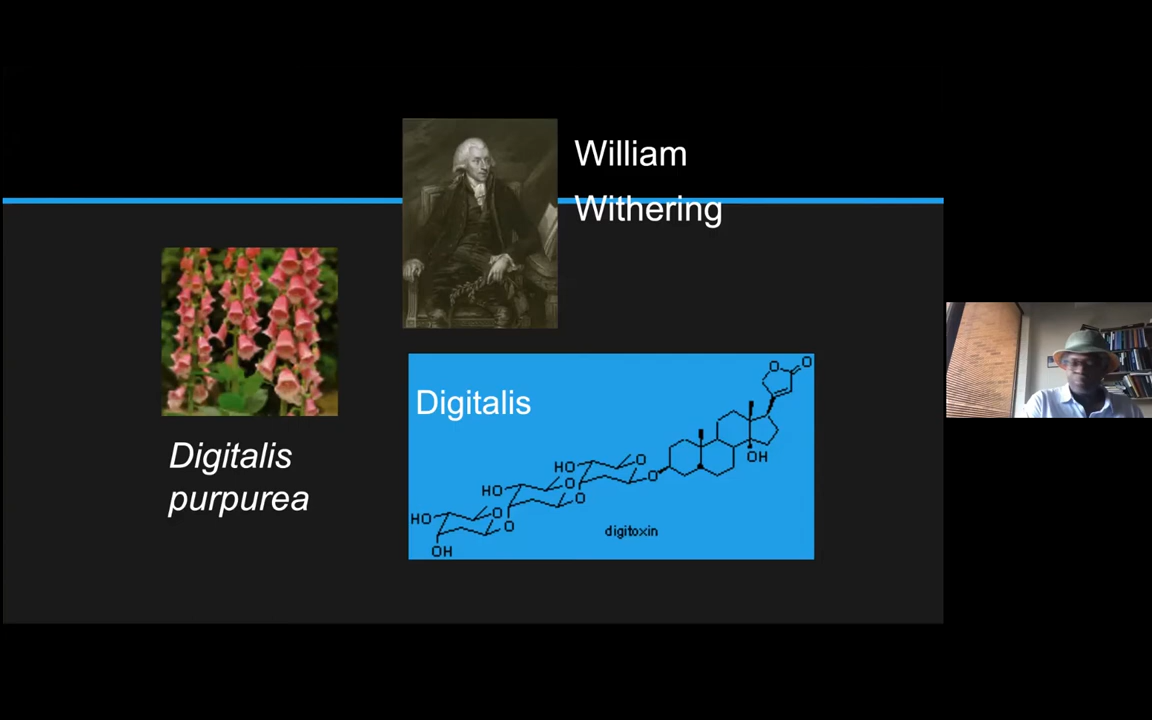 William
Withering
Digitalis
purpurea
Digitalis
O
O
OH
HO
O
O
HO
O
O
HO
O
O
OH
digitoxin